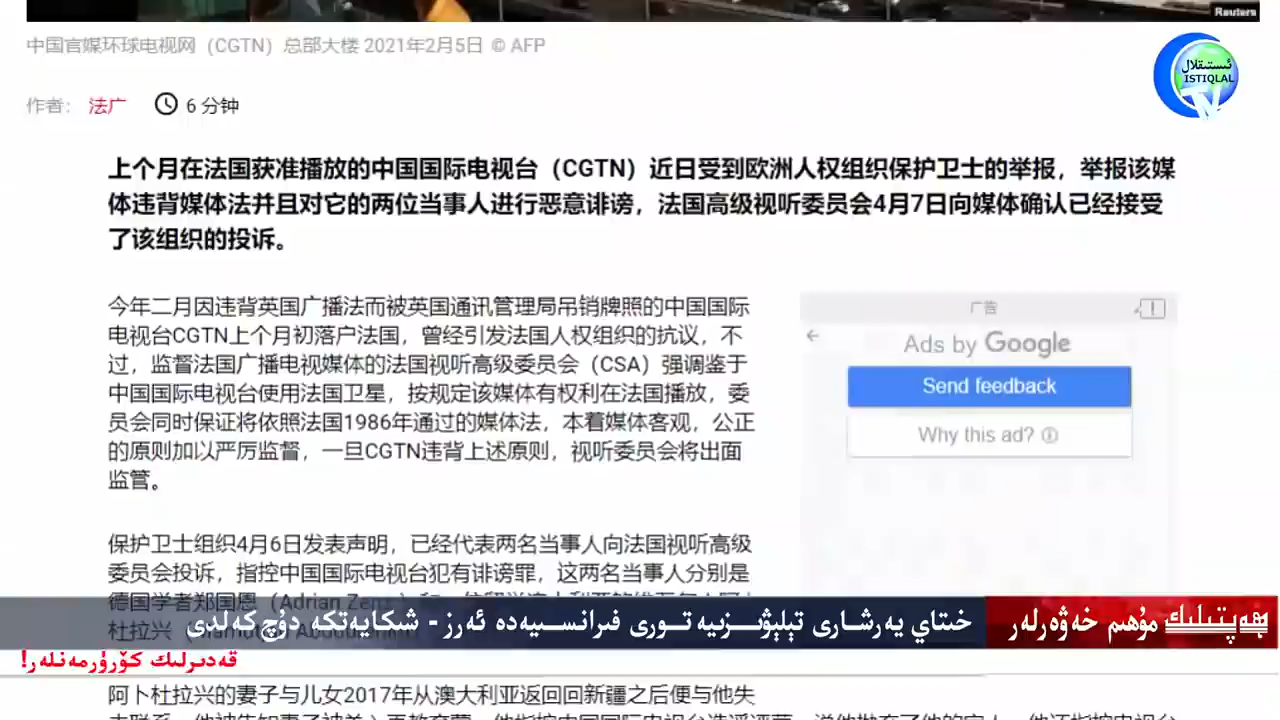 Reuters
中国官媒环球电视网（CGTN）总部大楼 2021年2月5日 © AFP
ئىستىقلال
ISTIQLAL
TV
作者： 法广 6 分钟
上个月在法国获准播放的中国国际电视台（CGTN）近日受到欧洲人权组织保护卫士的举报，举报该媒
体违背媒体法并且对它的两位当事人进行恶意诽谤，法国高级视听委员会4月7日向媒体确认已经接受
了该组织的投诉。
今年二月因违背英国广播法而被英国通讯管理局吊销牌照的中国国际
电视台CGTN上个月初落户法国，曾经引发法国人权组织的抗议，不
过，监督法国广播电视媒体的法国视听高级委员会（CSA）强调鉴于
中国国际电视台使用法国卫星，按规定该媒体有权利在法国播放，委
员会同时保证将依照法国1986年通过的媒体法，本着媒体客观，公正
的原则加以严厉监督，一旦CGTN违背上述原则，视听委员会将出面
监管。
广告
Ads by Google
Send feedback
Why this ad?
保护卫士组织4月6日发表声明，已经代表两名当事人向法国视听高级
委员会投诉，指控中国国际电视台犯有诽谤罪，这两名当事人分别是
德国学者郑国恩（Adrian
杜拉兴
ھەپتىلىك مۇھىم خەۋەرلەر
خىتاي يەرشارى تېلېۋىزىيە تورى فىرانسىيەدە ئەرز - شىكايەتكە دۇچ كەلدى
قەدىرلىك كۆرۈرمەنلەر!
阿卜杜拉兴的妻子与儿女2017年从澳大利亚返回回新疆之后便与他失